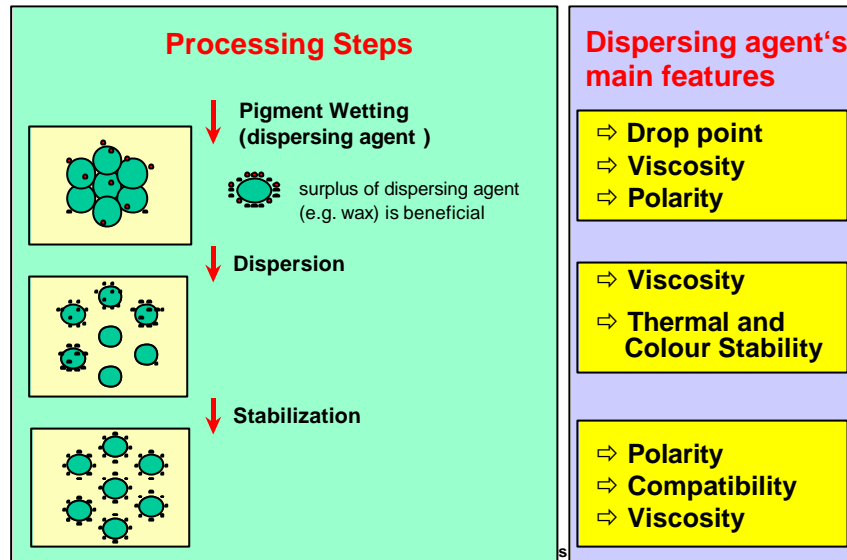 Processing Steps
Pigment Wetting
(dispersing agent )
surplus of dispersing agent
(e.g. wax) is beneficial
Dispersion
Stabilization
s
Dispersing agent‘s
main features
⇨ Drop point
⇨ Viscosity
⇨ Polarity
⇨ Viscosity
⇨ Thermal and
Colour Stability
⇨ Polarity
⇨ Compatibility
⇨ Viscosity